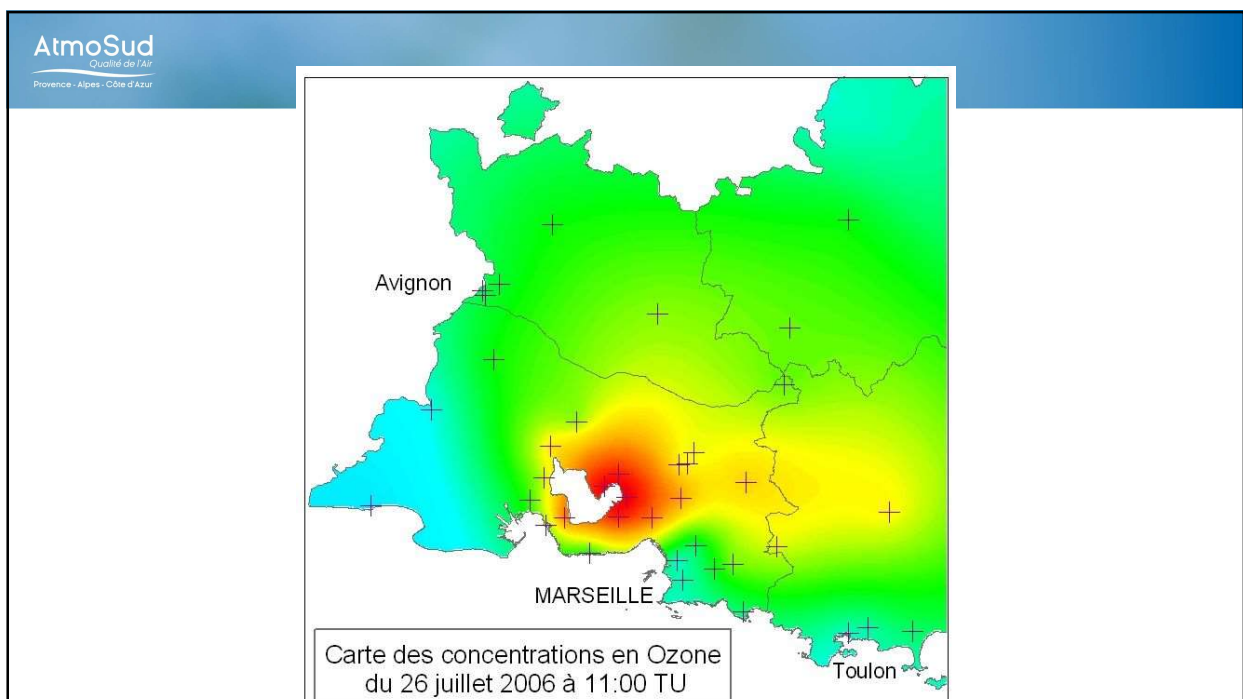 AtmoSud
Qualité de l'Air
Provence - Alpes - Côte d'Azur
Avignon
MARSEILLE
Toulon
Carte des concentrations en Ozone
du 26 juillet 2006 à 11:00 TU